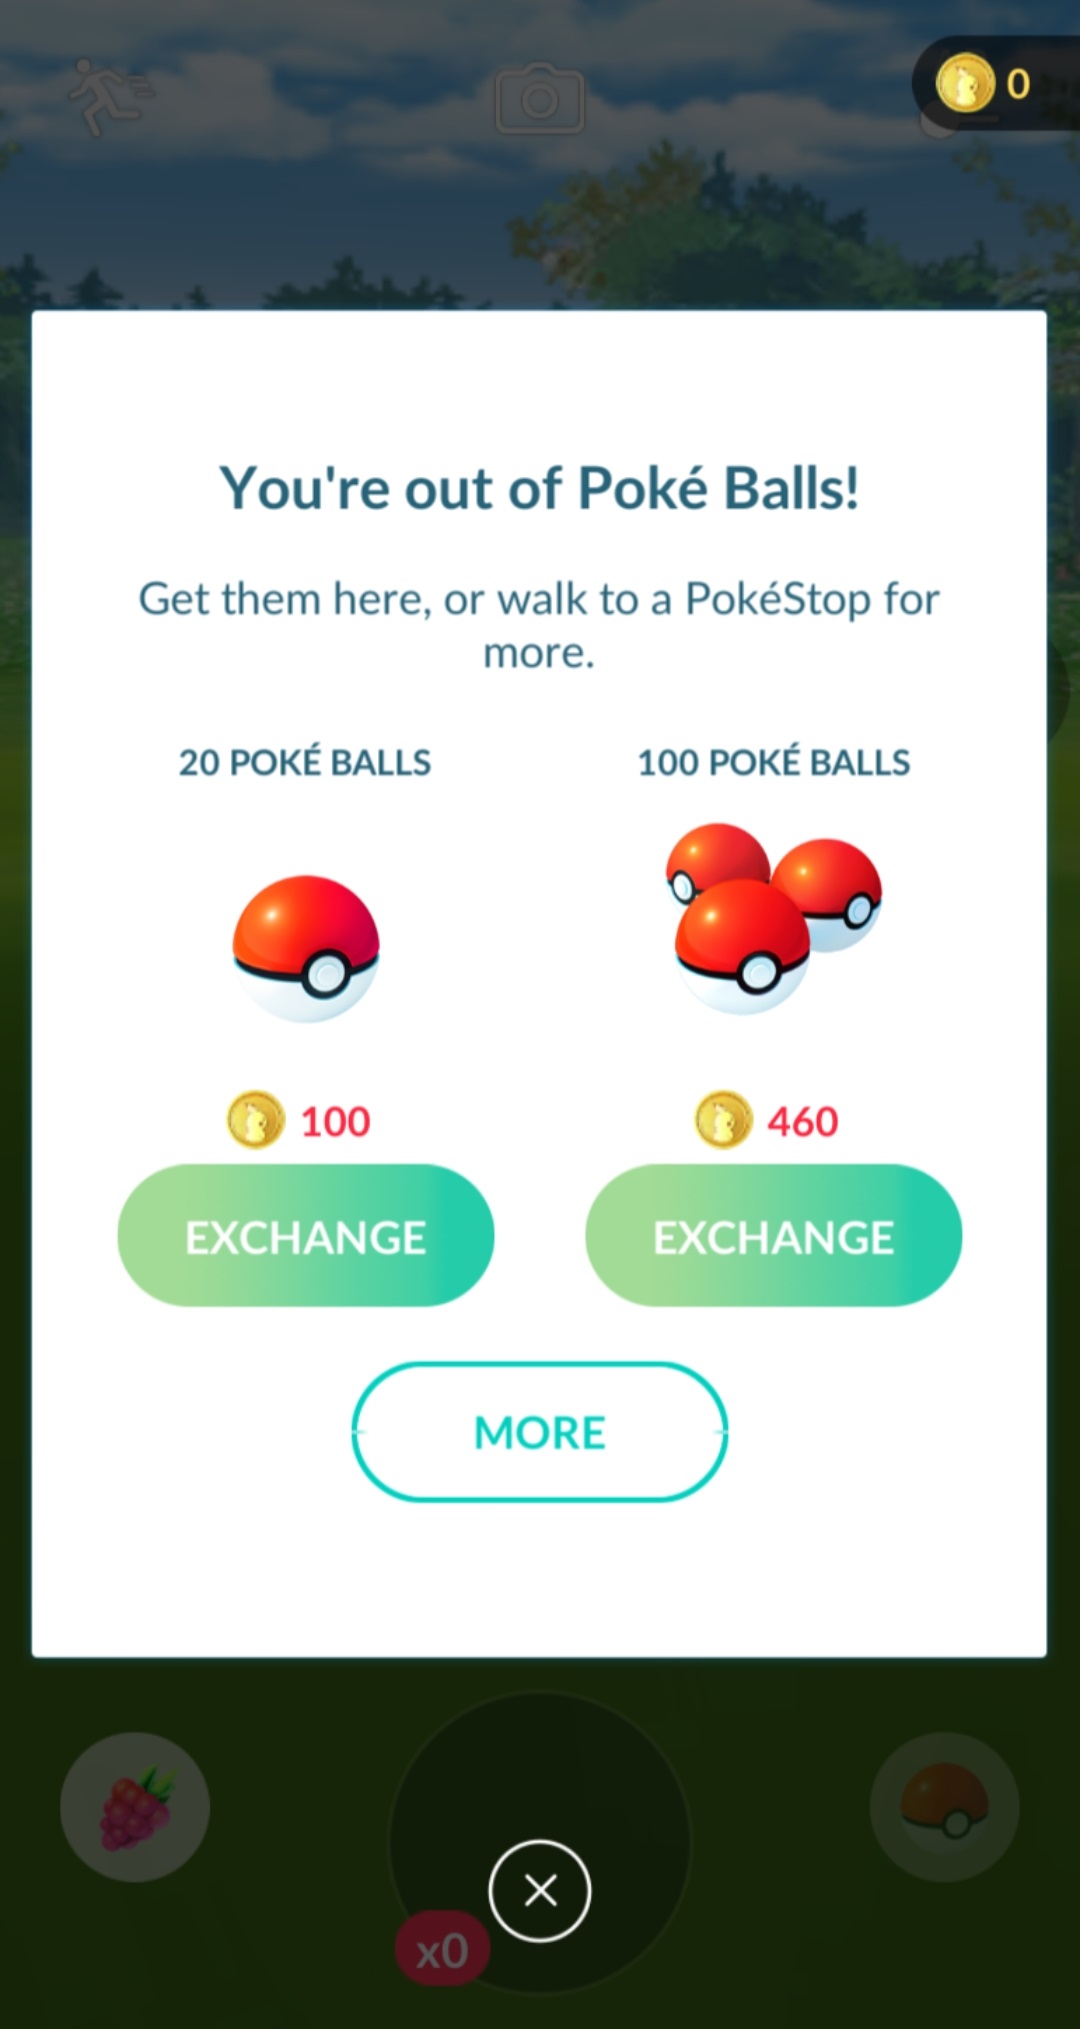 0
You're out of Poké Balls!
Get them here, or walk to a PokéStop for
more.
20 POKÉ BALLS
100 POKÉ BALLS
100
460
EXCHANGE
EXCHANGE
MORE
x0